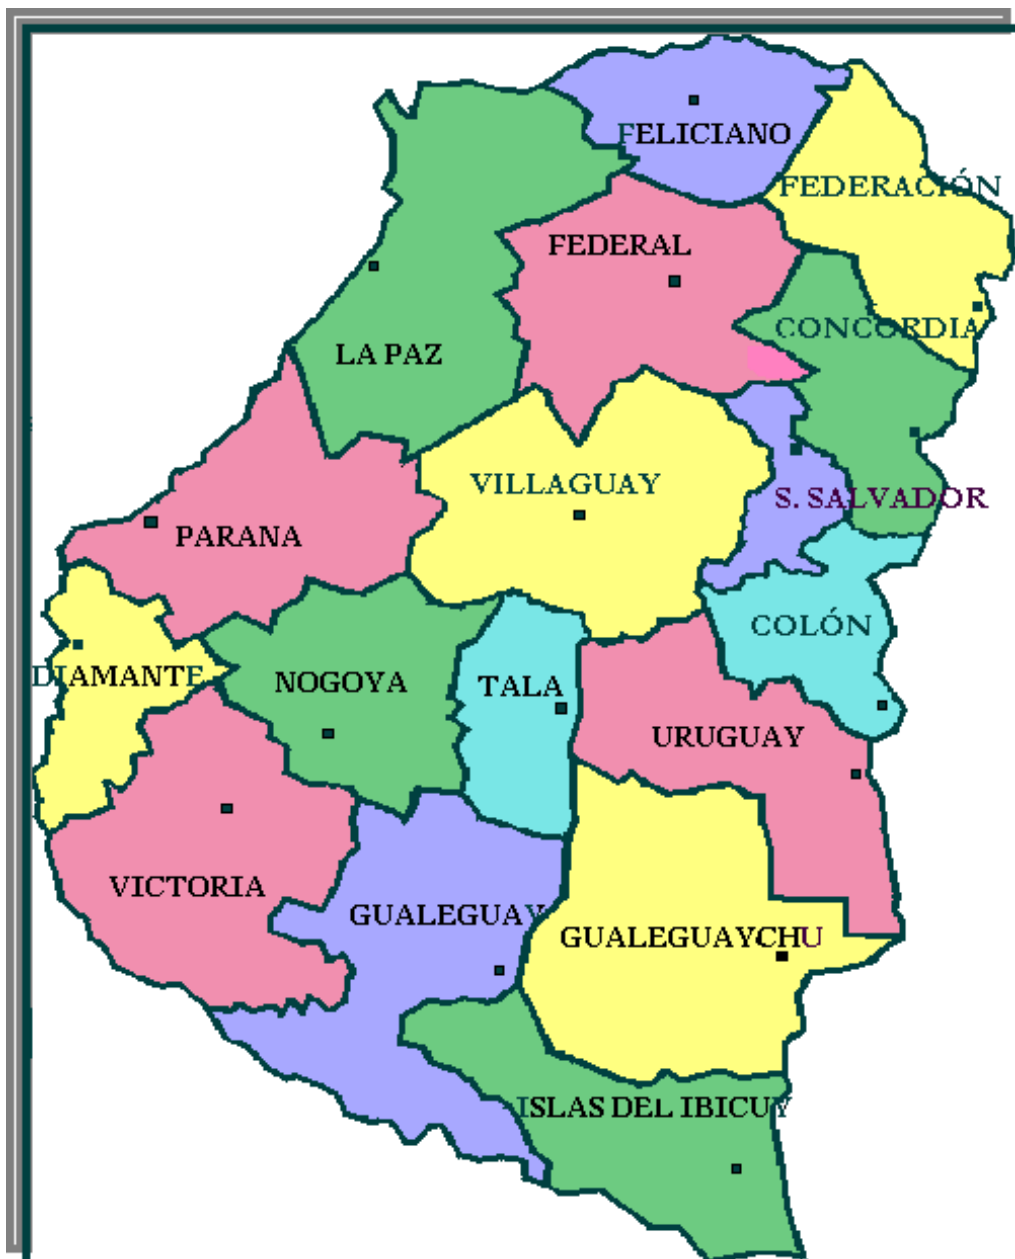 FELICIANO
FEDERACIÓN
FEDERAL
CONCORDIA
LA PAZ
VILLAGUAY
S. SALVADOR
PARANA
COLÓN
DIAMANTE
NOGOYA
TALA
URUGUAY
VICTORIA
GUALEGUAY
GUALEGUAYCHU
ISLAS DEL IBICUY